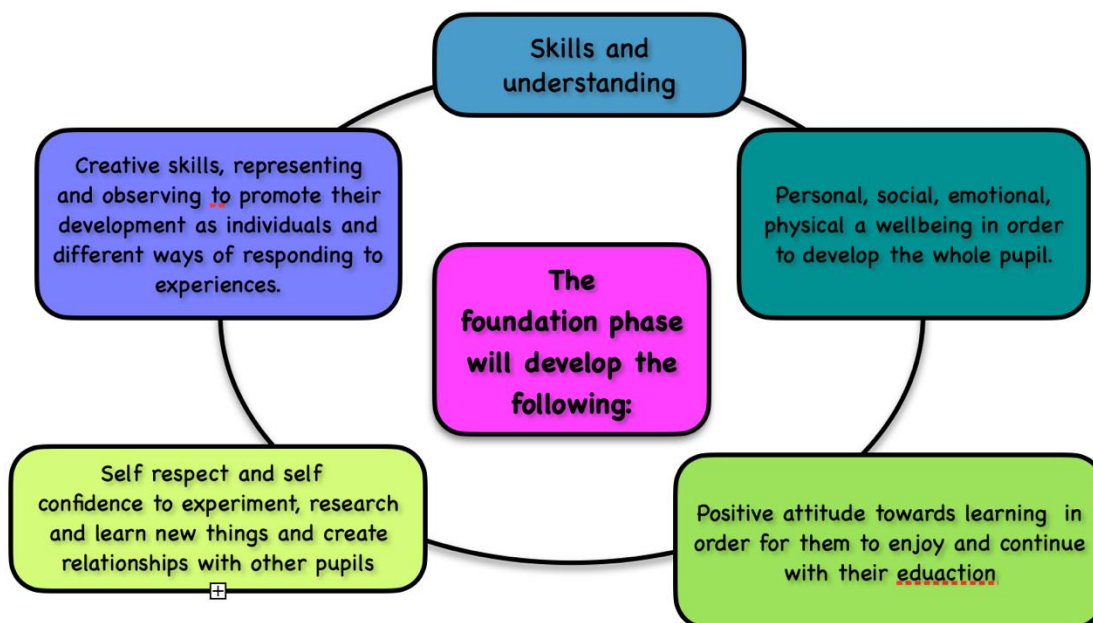 Skills and
understanding
Creative skills, representing
and observing to promote their
development as individuals and
different ways of responding to
experiences.
Personal, social, emotional,
physical a wellbeing in order
to develop the whole pupil.
The
foundation phase
will develop the
following:
Self respect and self
confidence to experiment, research
and learn new things and create
relationships with other pupils
Positive attitude towards learning in
order for them to enjoy and continue
with their eduaction